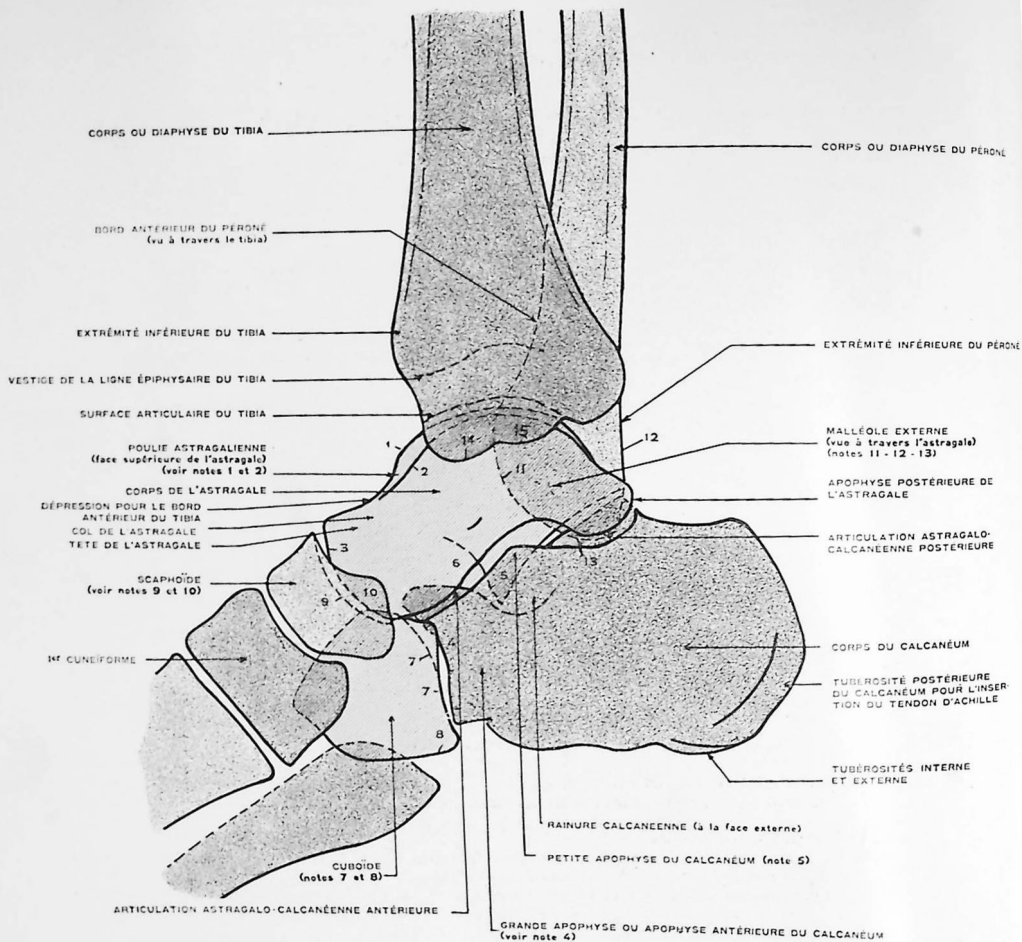 CORPS OU DIAPHYSE DU TIBIA
BORD ANTÉRIEUR DU PÉRONÉ
(vu à travers le tibia)
EXTRÉMITÉ INFÉRIEURE DU TIBIA
VESTIGE DE LA LIGNE ÉPIPHYSAIRE DU TIBIA
SURFACE ARTICULAIRE DU TIBIA
POULIE ASTRAGALIENNE
(face supérieure de l'astragale)
(voir notes 1 et 2)
CORPS DE L'ASTRAGALE
DÉPRESSION POUR LE BORD
ANTÉRIEUR DU TIBIA
COL DE L'ASTRAGALE
TÊTE DE L'ASTRAGALE
SCAPHOÏDE
(voir notes 9 et 10)
1er CUNÉIFORME
CUBOÏDE
(notes 7 et 8)
ARTICULATION ASTRAGALO-CALCANÉENNE ANTÉRIEURE
CORPS OU DIAPHYSE DU PÉRONÉ
EXTRÉMITÉ INFÉRIEURE DU PÉRONÉ
MALLÉOLE EXTERNE
(vue à travers l'astragale)
(notes 11 - 12 - 13)
APOPHYSE POSTÉRIEURE DE
L'ASTRAGALE
ARTICULATION ASTRAGALO-
CALCANÉENNE POSTÉRIEURE
CORPS DU CALCANÉUM
TUBÉROSITÉ POSTÉRIEURE
DU CALCANÉUM POUR L'INSER-
TION DU TENDON D'ACHILLE
TUBÉROSITÉS INTERNE
ET EXTERNE
RAINURE CALCANÉENNE (à la face externe)
PETITE APOPHYSE DU CALCANÉUM (note 5)
GRANDE APOPHYSE OU APOPHYSE ANTÉRIEURE DU CALCANÉUM
(voir note 4)
1
2
14
15
12
11
3
6
5
13
9
10
7
7
8